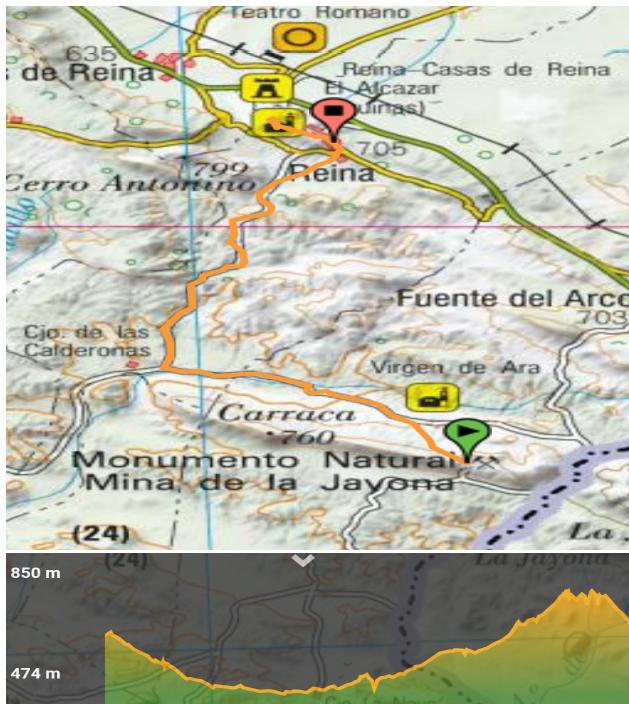 Teatro Romano
635
s de Reina
Reina-Casas de Reina
El Alcazar
uinas)
705
799
Reina
Cerro Antonino
Fuente del Arco
703
Cjo. de las
Calderonas
Virgen de Ara
Carraca
760
Monumento Natural
Mina de la Jayona
(24)
La
850 m
(24)
La Jayona
474 m